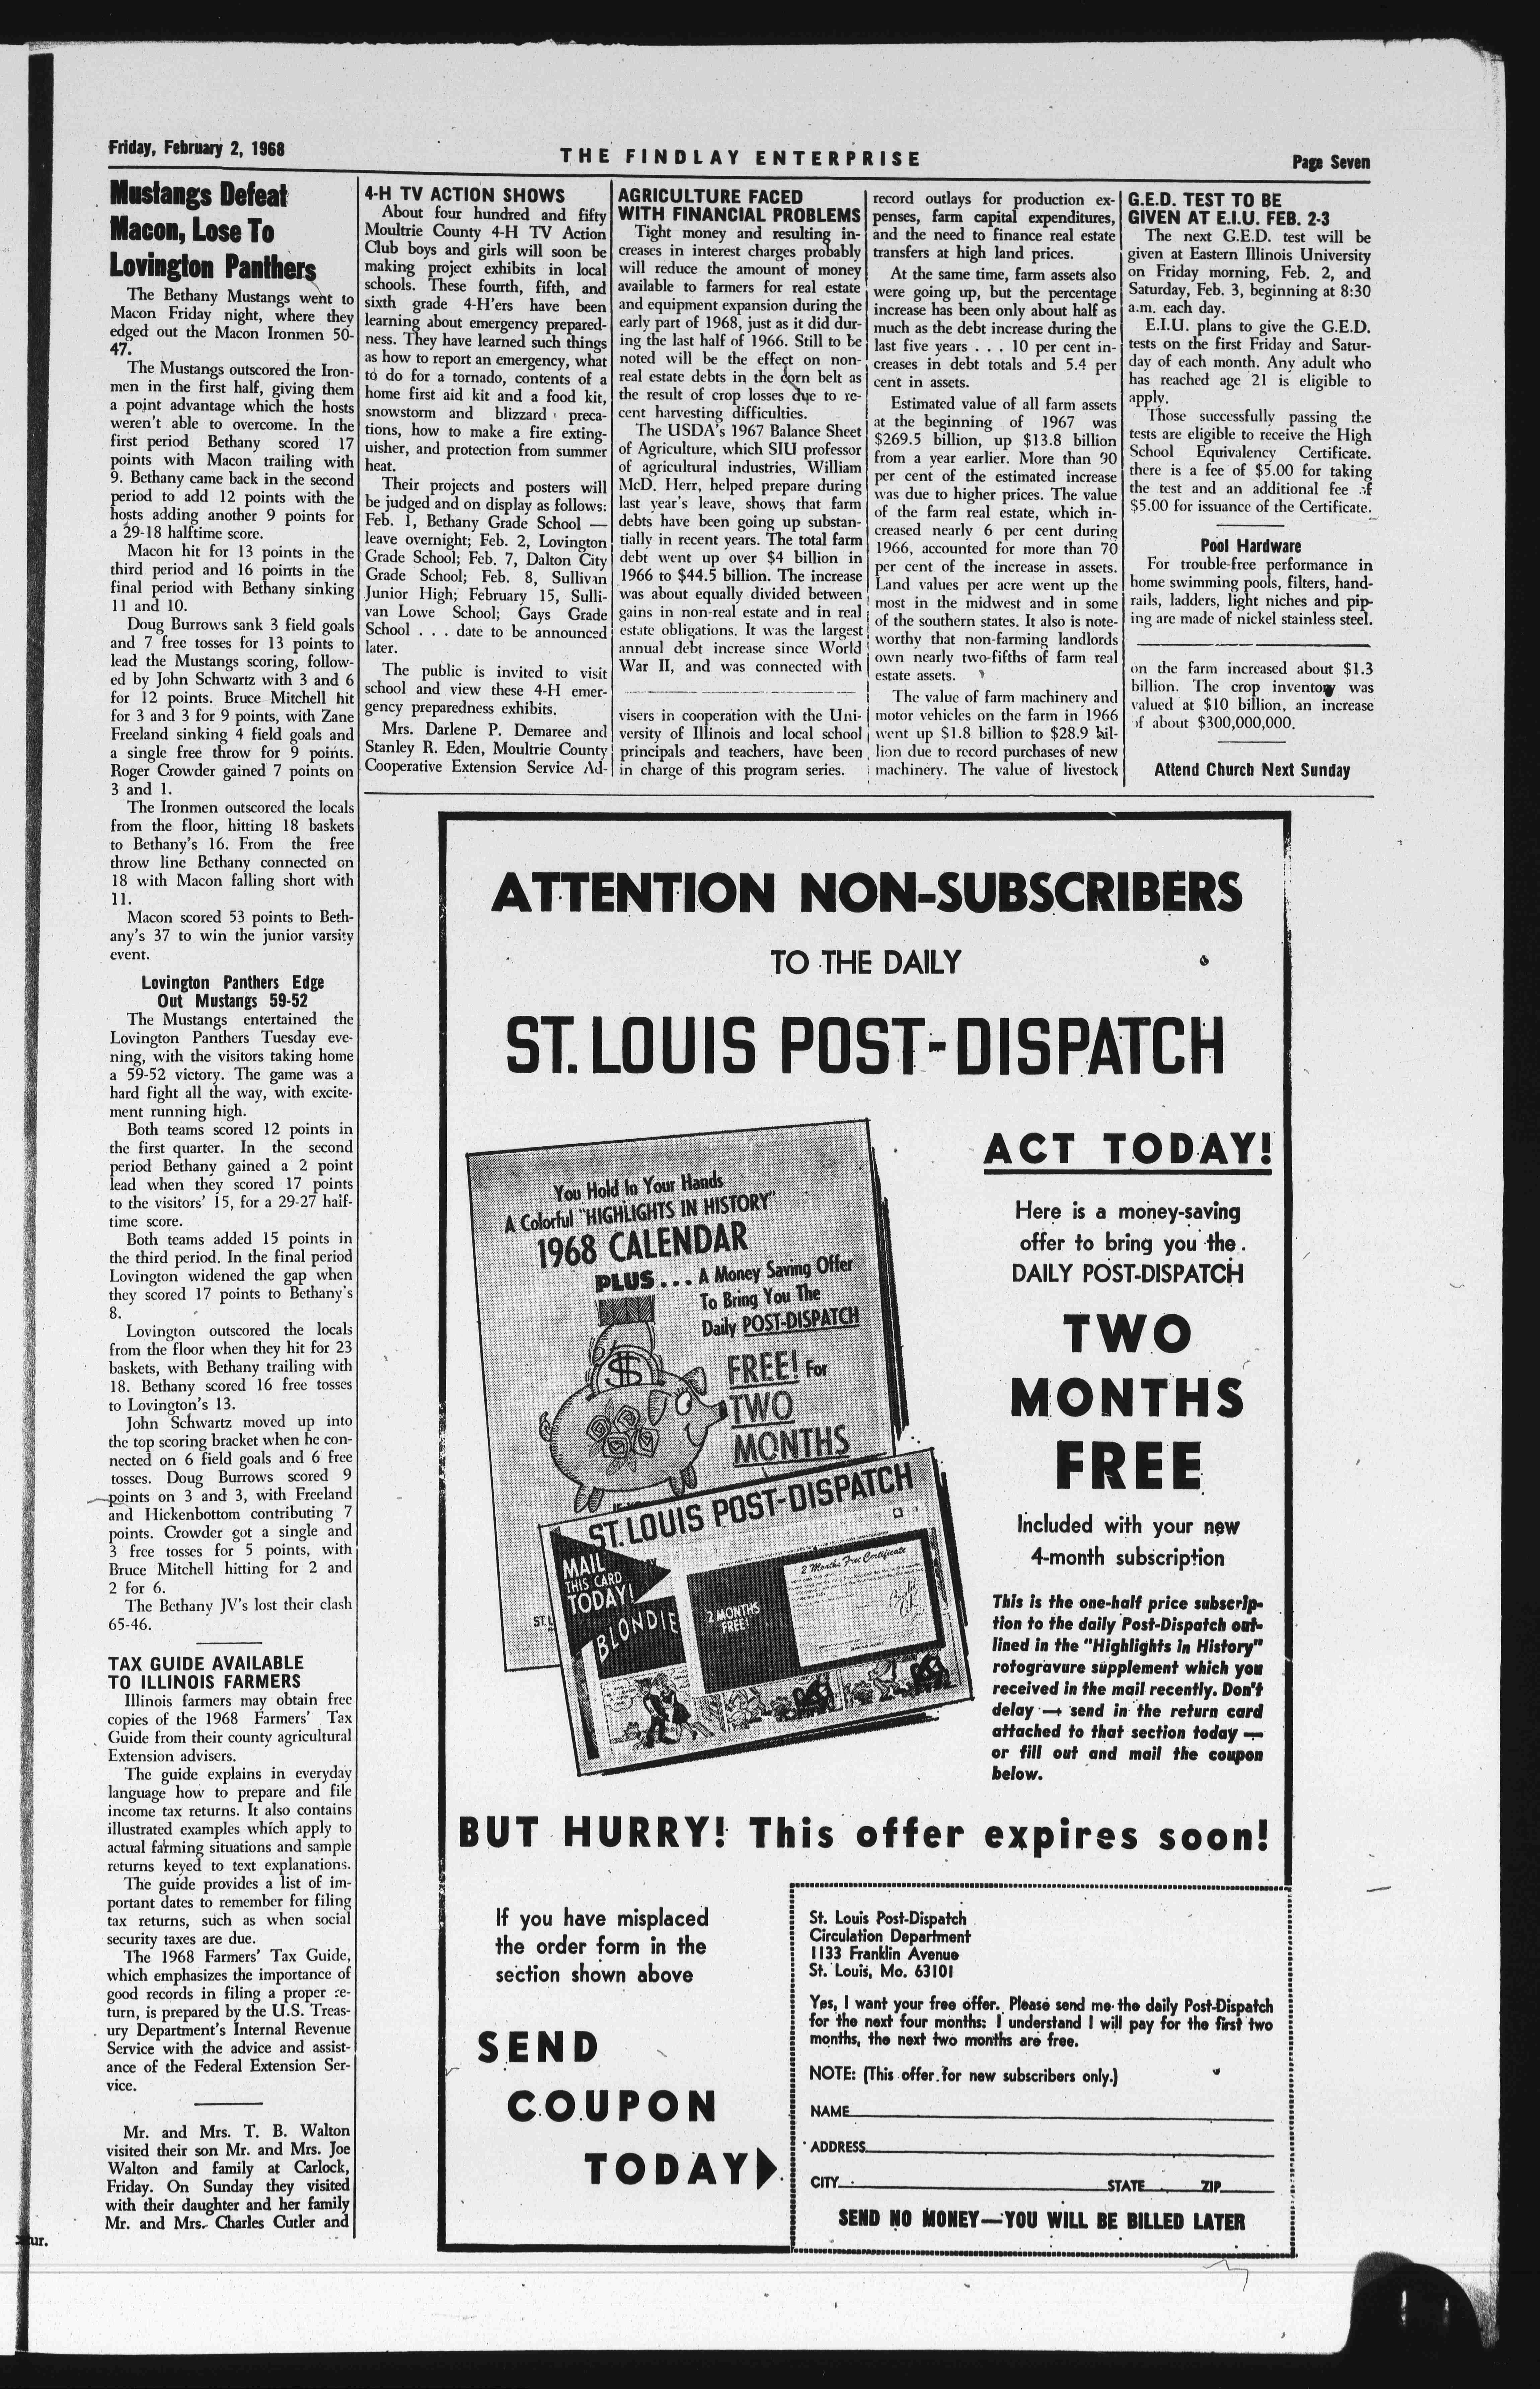 Friday, February 2, 1968
THE FINDLAY ENTERPRISE
Page Seven
Mustangs Defeat
Macon, Lose To
Lovington Panthers
The Bethany Mustangs went to
Macon Friday night, where they
edged out the Macon Ironmen 50-
47.
The Mustangs outscored the Iron-
men in the first half, giving them
a point advantage which the hosts
weren't able to overcome. In the
first period Bethany scored 17
points with Macon trailing with
9. Bethany came back in the second
period to add 12 points with the
hosts adding another 9 points for
a 29-18 halftime score.
Macon hit for 13 points in the
third period and 16 points in the
final period with Bethany sinking
11 and 10.
Doug Burrows sank 3 field goals
and 7 free tosses for 13 points to
lead the Mustangs scoring, follow-
ed by John Schwartz with 3 and 6
for 12 points. Bruce Mitchell hit
for 3 and 3 for 9 points, with Zane
Freeland sinking 4 field goals and
a single free throw for 9 points.
Roger Crowder gained 7 points on
3 and 1.
The Ironmen outscored the locals
from the floor, hitting 18 baskets
to Bethany's 16. From the free
throw line Bethany connected on
18 with Macon falling short with
11.
Macon scored 53 points to Beth-
any's 37 to win the junior varsity
event.
Lovington Panthers Edge
Out Mustangs 59-52
The Mustangs entertained the
Lovington Panthers Tuesday eve-
ning, with the visitors taking home
a 59-52 victory. The game was a
hard fight all the way, with excite-
ment running high.
Both teams scored 12 points in
the first quarter. In the second
period Bethany gained a 2 point
lead when they scored 17 points
to the visitors' 15, for a 29-27 half-
time score.
Both teams added 15 points in
the third period. In the final period
Lovington widened the gap when
they scored 17 points to Bethany's
8.
Lovington outscored the locals
from the floor when they hit for 23
baskets, with Bethany trailing with
18. Bethany scored 16 free tosses
to Lovington's 13.
John Schwartz moved up into
the top scoring bracket when he con-
nected on 6 field goals and 6 free
tosses. Doug Burrows scored 9
points on 3 and 3, with Freeland
and Hickenbottom contributing 7
points. Crowder got a single and
3 free tosses for 5 points, with
Bruce Mitchell hitting for 2 and
2 for 6.
The Bethany JV's lost their clash
65-46.
TAX GUIDE AVAILABLE
TO ILLINOIS FARMERS
Illinois farmers may obtain free
copies of the 1968 Farmers' Tax
Guide from their county agricultural
Extension advisers.
The guide explains in everyday
language how to prepare and file
income tax returns. It also contains
illustrated examples which apply to
actual farming situations and sample
returns keyed to text explanations.
The guide provides a list of im-
portant dates to remember for filing
tax returns, such as when social
security taxes are due.
The 1968 Farmers' Tax Guide,
which emphasizes the importance of
good records in filing a proper re-
turn, is prepared by the U.S. Treas-
ury Department's Internal Revenue
Service with the advice and assist-
ance of the Federal Extension Ser-
vice.
Mr. and Mrs. T. B. Walton
visited their son Mr. and Mrs. Joe
Walton and family at Carlock,
Friday. On Sunday they visited
with their daughter and her family
Mr. and Mrs. Charles Cutler and
4-H TV ACTION SHOWS
About four hundred and fifty
Moultrie County 4-H TV Action
Club boys and girls will soon be
making project exhibits in local
schools. These fourth, fifth, and
sixth grade 4-H'ers have been
learning about emergency prepared-
ness. They have learned such things
as how to report an emergency, what
to do for a tornado, contents of a
home first aid kit and a food kit,
snowstorm and blizzard preca-
tions, how to make a fire exting-
uisher, and protection from summer
heat.
Their projects and posters will
be judged and on display as follows:
Feb. 1, Bethany Grade School —
leave overnight; Feb. 2, Lovington
Grade School; Feb. 7, Dalton City
Grade School; Feb. 8, Sullivan
Junior High; February 15, Sulli-
van Lowe School; Gays Grade
School . . . date to be announced
later.
The public is invited to visit
school and view these 4-H emer-
gency preparedness exhibits.
Mrs. Darlene P. Demaree and
Stanley R. Eden, Moultrie County
Cooperative Extension Service Ad-
AGRICULTURE FACED
WITH FINANCIAL PROBLEMS
Tight money and resulting in-
creases in interest charges probably
will reduce the amount of money
available to farmers for real estate
and equipment expansion during the
early part of 1968, just as it did dur-
ing the last half of 1966. Still to be
noted will be the effect on non-
real estate debts in the corn belt as
the result of crop losses due to re-
cent harvesting difficulties.
The USDA's 1967 Balance Sheet
of Agriculture, which SIU professor
of agricultural industries, William
McD. Herr, helped prepare during
last year's leave, shows that farm
debts have been going up substan-
tially in recent years. The total farm
debt went up over $4 billion in
1966 to $44.5 billion. The increase
was about equally divided between
gains in non-real estate and in real
estate obligations. It was the largest
annual debt increase since World
War II, and was connected with
visers in cooperation with the Uni-
versity of Illinois and local school
principals and teachers, have been
in charge of this program series.
record outlays for production ex-
penses, farm capital expenditures,
and the need to finance real estate
transfers at high land prices.
At the same time, farm assets also
were going up, but the percentage
increase has been only about half as
much as the debt increase during the
last five years . . . 10 per cent in-
creases in debt totals and 5.4 per
cent in assets.
Estimated value of all farm assets
at the beginning of 1967 was
$269.5 billion, up $13.8 billion
from a year earlier. More than 90
per cent of the estimated increase
was due to higher prices. The value
of the farm real estate, which in-
creased nearly 6 per cent during
1966, accounted for more than 70
per cent of the increase in assets.
Land values per acre went up the
most in the midwest and in some
of the southern states. It also is note-
worthy that non-farming landlords
own nearly two-fifths of farm real
estate assets.
The value of farm machinery and
motor vehicles on the farm in 1966
went up $1.8 billion to $28.9 bil-
lion due to record purchases of new
machinery. The value of livestock
G.E.D. TEST TO BE
GIVEN AT E.I.U. FEB. 2-3
The next G.E.D. test will be
given at Eastern Illinois University
on Friday morning, Feb. 2, and
Saturday, Feb. 3, beginning at 8:30
a.m. each day.
E.I.U. plans to give the G.E.D.
tests on the first Friday and Satur-
day of each month. Any adult who
has reached age 21 is eligible to
apply.
Those successfully passing the
tests are eligible to receive the High
School Equivalency Certificate.
there is a fee of $5.00 for taking
the test and an additional fee of
$5.00 for issuance of the Certificate.
Pool Hardware
For trouble-free performance in
home swimming pools, filters, hand-
rails, ladders, light niches and pip-
ing are made of nickel stainless steel.
on the farm increased about $1.3
billion. The crop inventory was
valued at $10 billion, an increase
of about $300,000,000.
Attend Church Next Sunday
ATTENTION NON-SUBSCRIBERS
TO THE DAILY
ST. LOUIS POST-DISPATCH
You Hold In Your Hands
A Colorful "HIGHLIGHTS IN HISTORY"
1968 CALENDAR
PLUS... A Money Saving Offer
To Bring You The
Daily POST-DISPATCH
FREE! For
TWO
MONTHS
$
ST. LOUIS POST-DISPATCH
MAIL
THIS CARD
TODAY!
BLONDIE
2 MONTHS
FREE!
2 Months Free Certificate
ACT TODAY!
Here is a money-saving
offer to bring you the
DAILY POST-DISPATCH
TWO
MONTHS
FREE
Included with your new
4-month subscription
This is the one-half price subscrip-
tion to the daily Post-Dispatch out-
lined in the "Highlights in History"
rotogravure supplement which you
received in the mail recently. Don't
delay — send in the return card
attached to that section today —
or fill out and mail the coupon
below.
BUT HURRY! This offer expires soon!
If you have misplaced
the order form in the
section shown above
SEND
COUPON
TODAY
St. Louis Post-Dispatch
Circulation Department
1133 Franklin Avenue
St. Louis, Mo. 63101
Yes, I want your free offer. Please send me the daily Post-Dispatch
for the next four months: I understand I will pay for the first two
months, the next two months are free.
NOTE: (This offer for new subscribers only.)
NAME
ADDRESS
CITY STATE ZIP
SEND NO MONEY—YOU WILL BE BILLED LATER